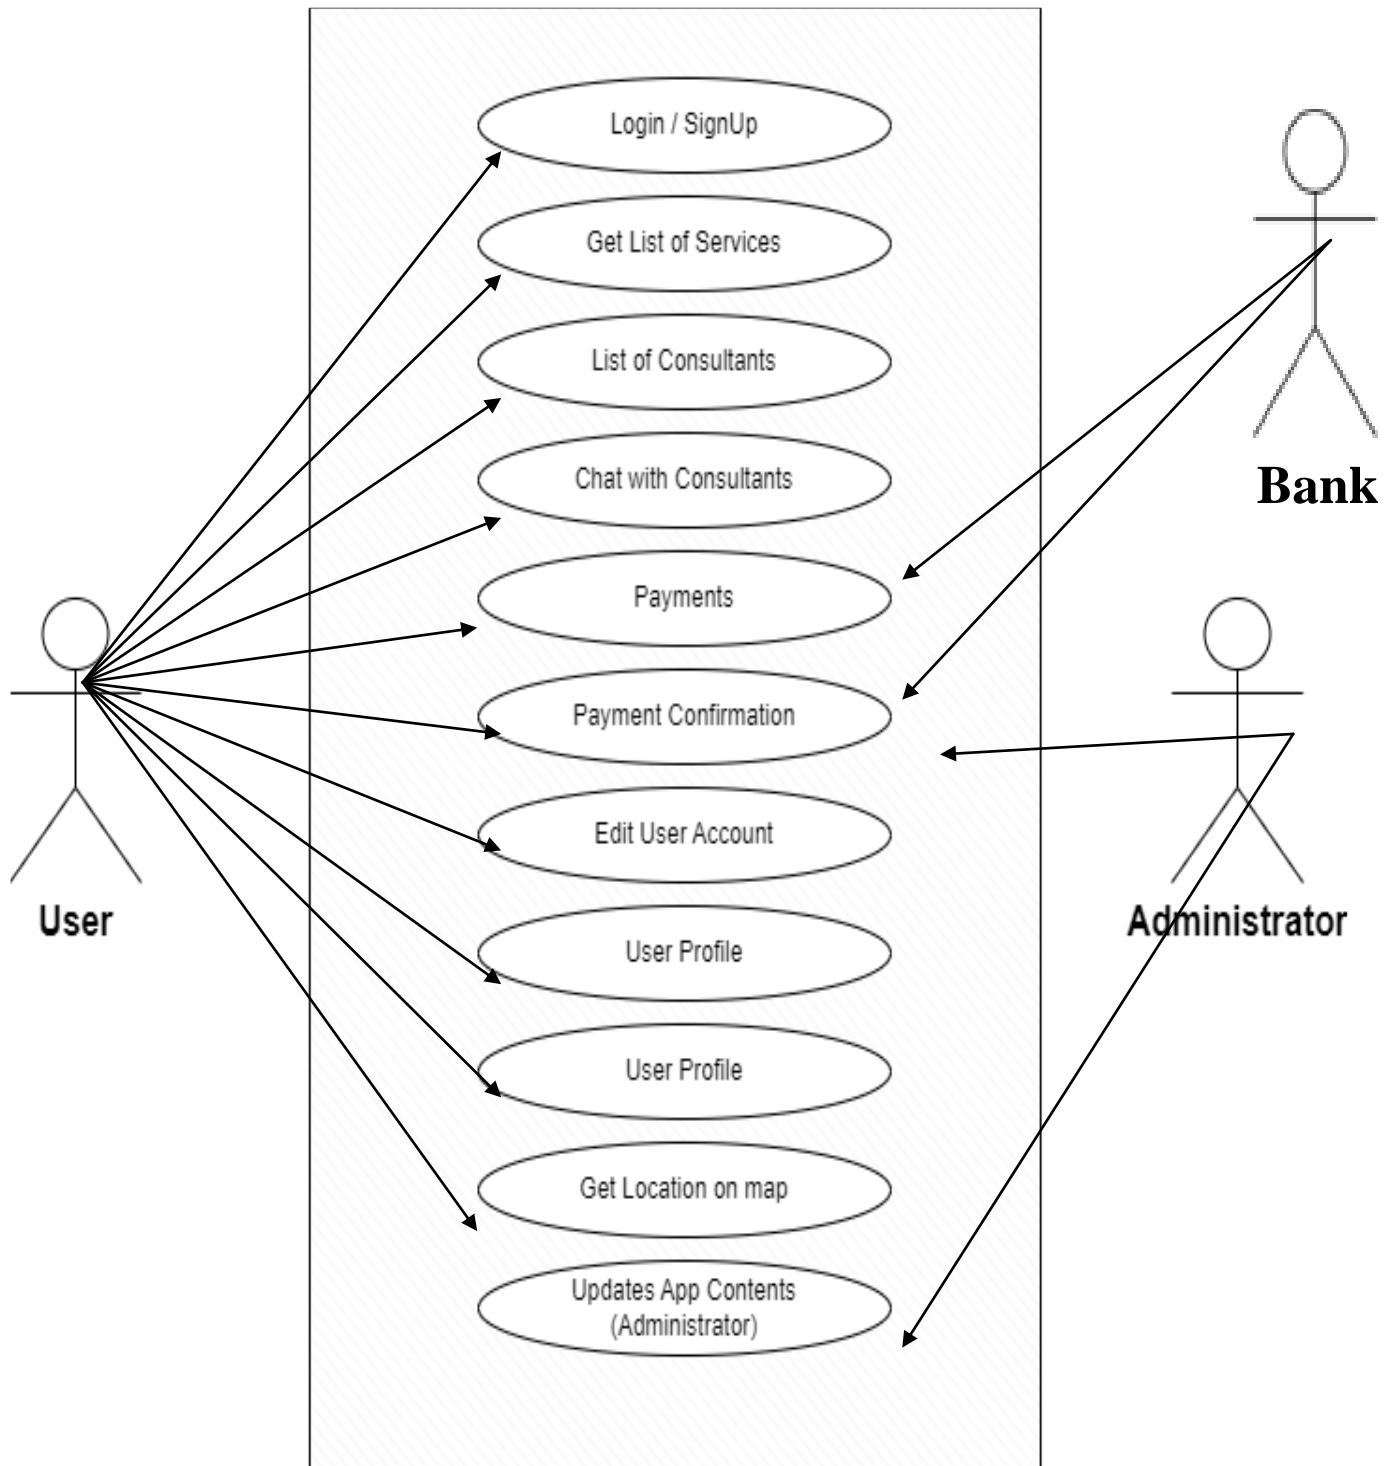 Login / SignUp
Get List of Services
List of Consultants
Chat with Consultants
Payments
Payment Confirmation
Edit User Account
User Profile
User Profile
Get Location on map
Updates App Contents
(Administrator)
User
Bank
Administrator